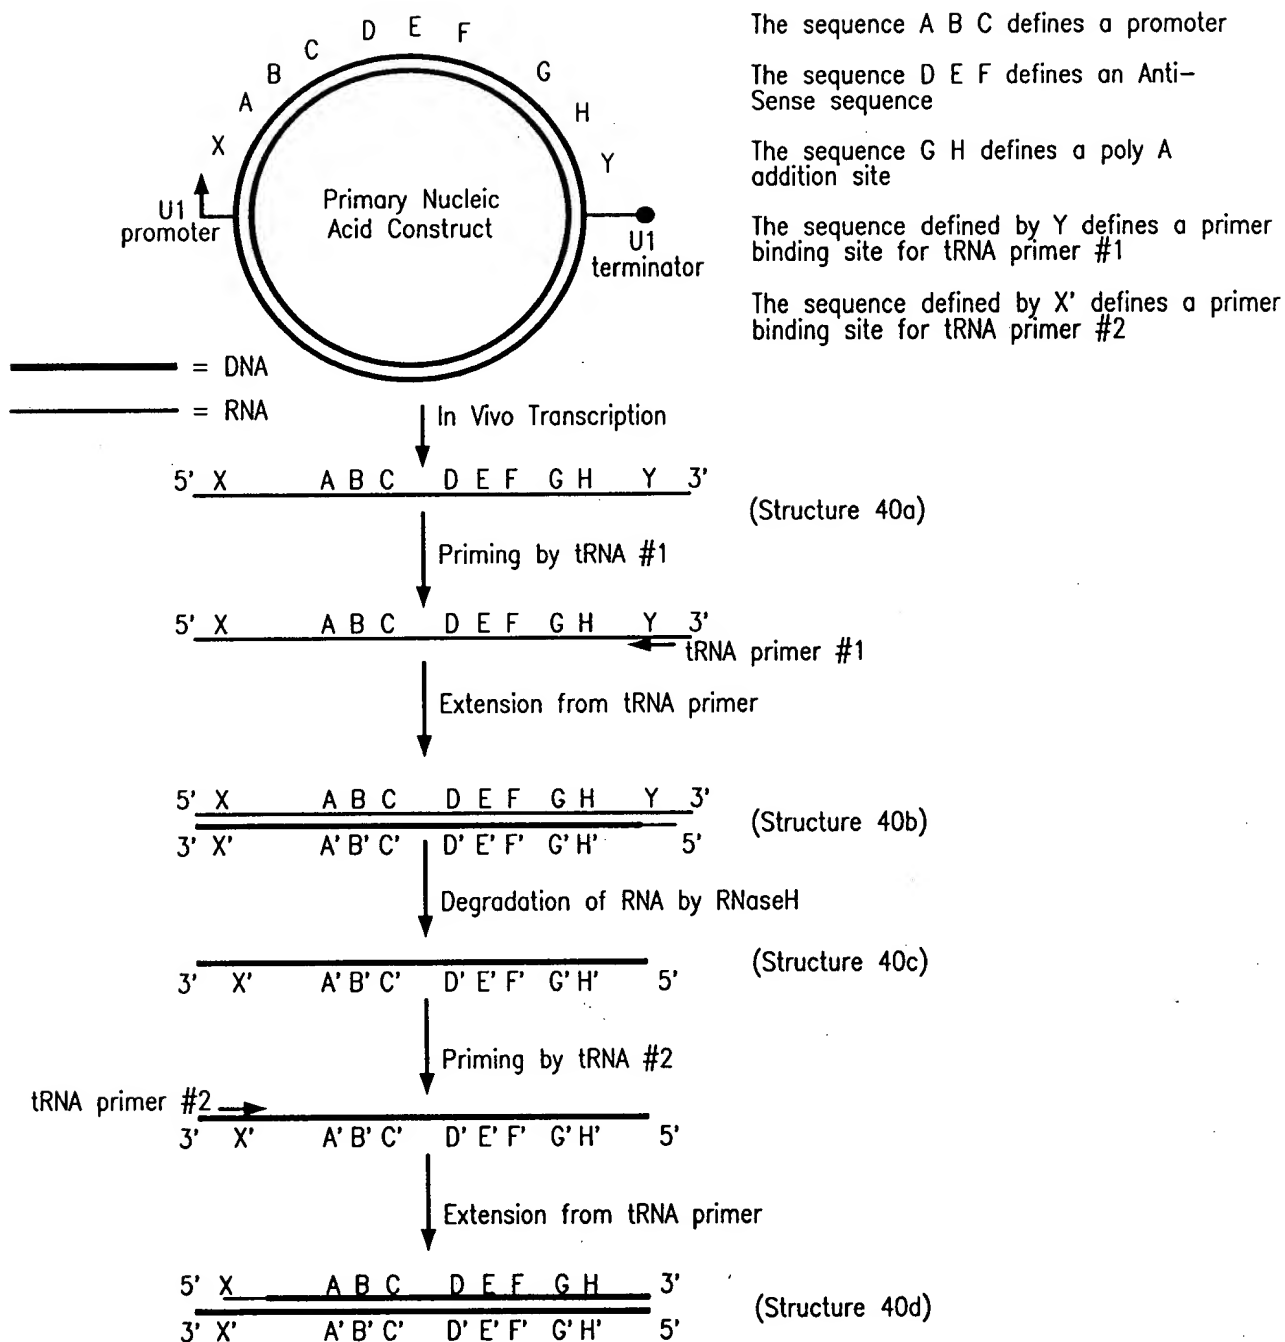 D E F
C
B
G
A
H
X
Y
U1
promoter
Primary Nucleic
Acid Construct
U1
terminator
The sequence A B C defines a promoter
The sequence D E F defines an Anti-
Sense sequence
The sequence G H defines a poly A
addition site
The sequence defined by Y defines a primer
binding site for tRNA primer #1
The sequence defined by X' defines a primer
binding site for tRNA primer #2
= DNA
= RNA
In Vivo Transcription
5' X A B C D E F G H Y 3'
(Structure 40a)
Priming by tRNA #1
5' X A B C D E F G H Y 3'
tRNA primer #1
Extension from tRNA primer
5' X A B C D E F G H Y 3'
(Structure 40b)
3' X' A' B' C' D' E' F' G' H' 5'
Degradation of RNA by RNaseH
(Structure 40c)
3' X' A' B' C' D' E' F' G' H' 5'
Priming by tRNA #2
tRNA primer #2
3' X' A' B' C' D' E' F' G' H' 5'
Extension from tRNA primer
5' X A B C D E F G H 3'
(Structure 40d)
3' X' A' B' C' D' E' F' G' H' 5'